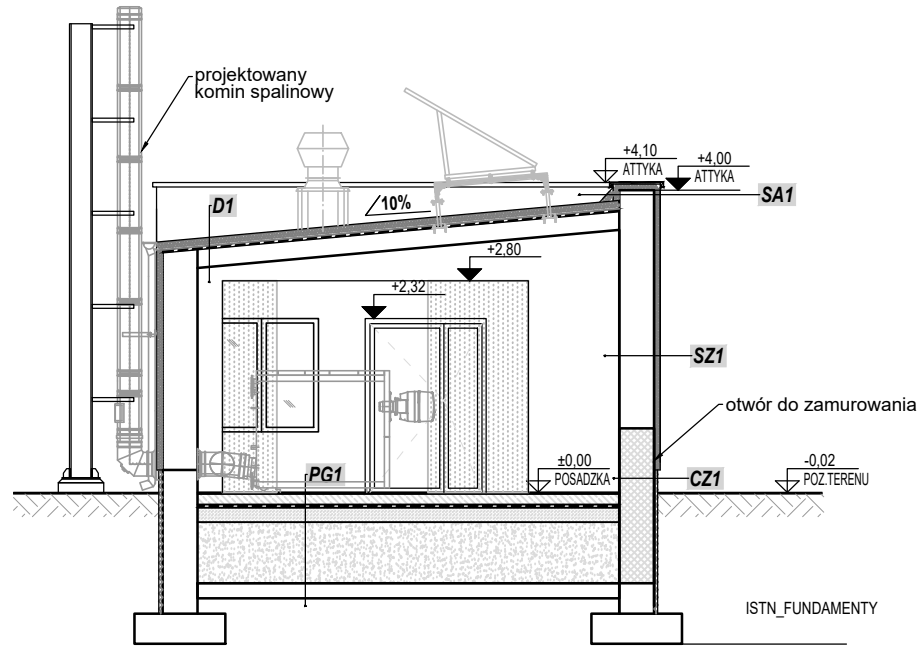 projektowany
komin spalinowy
+4,10
ATTYKA
+4,00
ATTYKA
SA1
D1
10%
+2,80
+2,32
SZ1
otwór do zamurowania
±0,00
POSADZKA
PG1
CZ1
-0,02
POZ.TERENU
ISTN_FUNDAMENTY